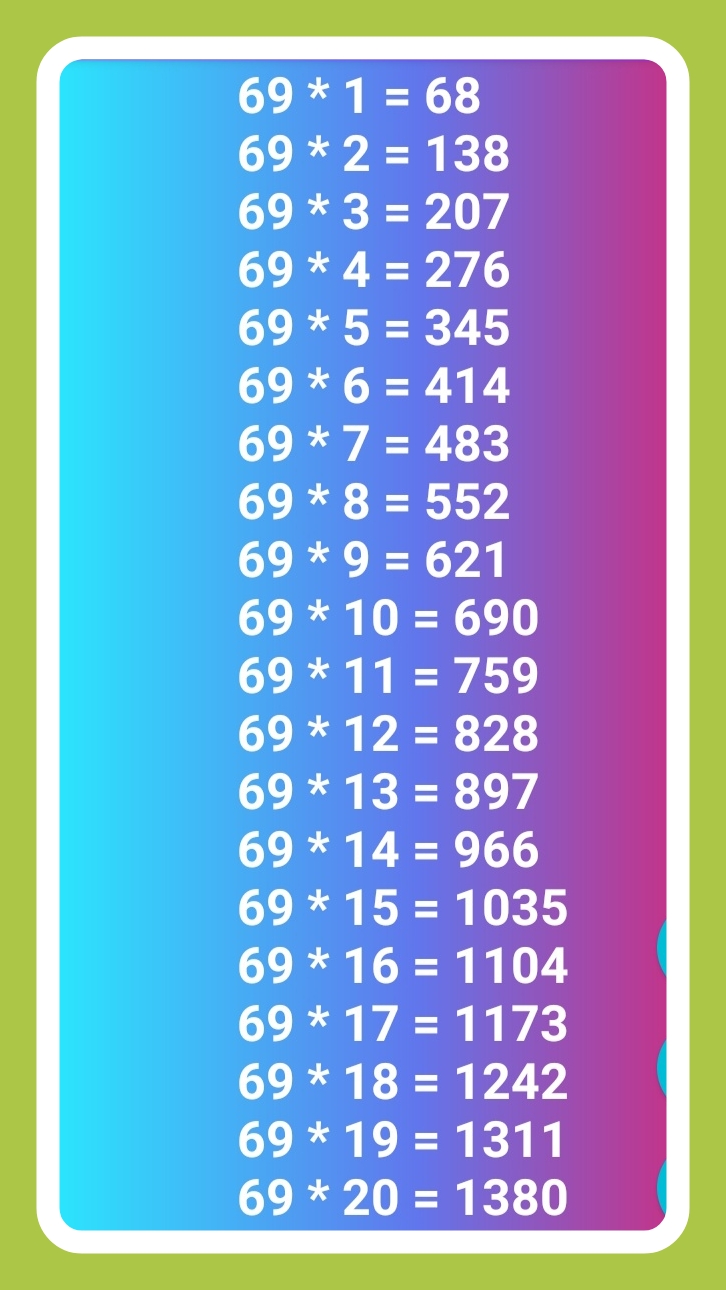 69 * 1 = 68
69 * 2 = 138
69 * 3 = 207
69 * 4 = 276
69 * 5 = 345
69 * 6 = 414
69 * 7 = 483
69 * 8 = 552
69 * 9 = 621
69 * 10 = 690
69 * 11 = 759
69 * 12 = 828
69 * 13 = 897
69 * 14 = 966
69 * 15 = 1035
69 * 16 = 1104
69 * 17 = 1173
69 * 18 = 1242
69 * 19 = 1311
69 * 20 = 1380